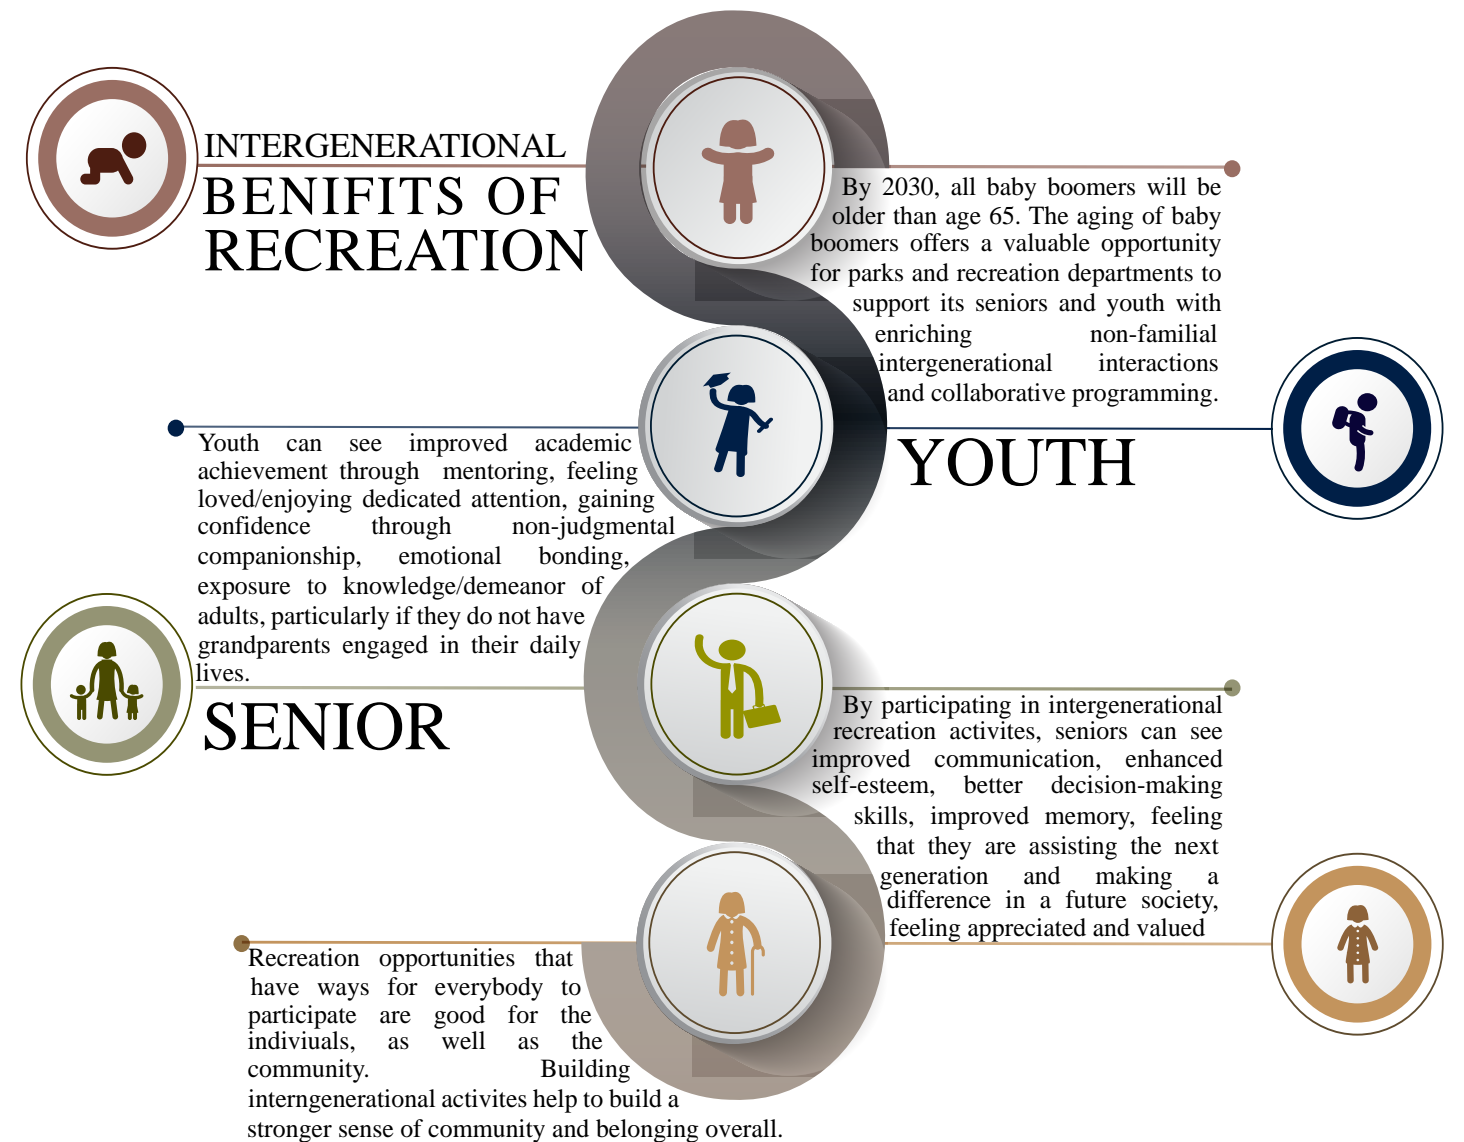 INTERGENERATIONAL
BENIFITS OF
RECREATION
By 2030, all baby boomers will be
older than age 65. The aging of baby
boomers offers a valuable opportunity
for parks and recreation departments to
support its seniors and youth with
enriching non-familial
intergenerational interactions
and collaborative programming.
YOUTH
Youth can see improved academic
achievement through mentoring, feeling
loved/enjoying dedicated attention, gaining
confidence through non-judgmental
companionship, emotional bonding,
exposure to knowledge/demeanor of
adults, particularly if they do not have
grandparents engaged in their daily
lives.
SENIOR
By participating in intergenerational
recreation activites, seniors can see
improved communication, enhanced
self-esteem, better decision-making
skills, improved memory, feeling
that they are assisting the next
generation and making a
difference in a future society,
feeling appreciated and valued
Recreation opportunities that
have ways for everybody to
participate are good for the
indiviuals, as well as the
community. Building
interngenerational activites help to build a
stronger sense of community and belonging overall.